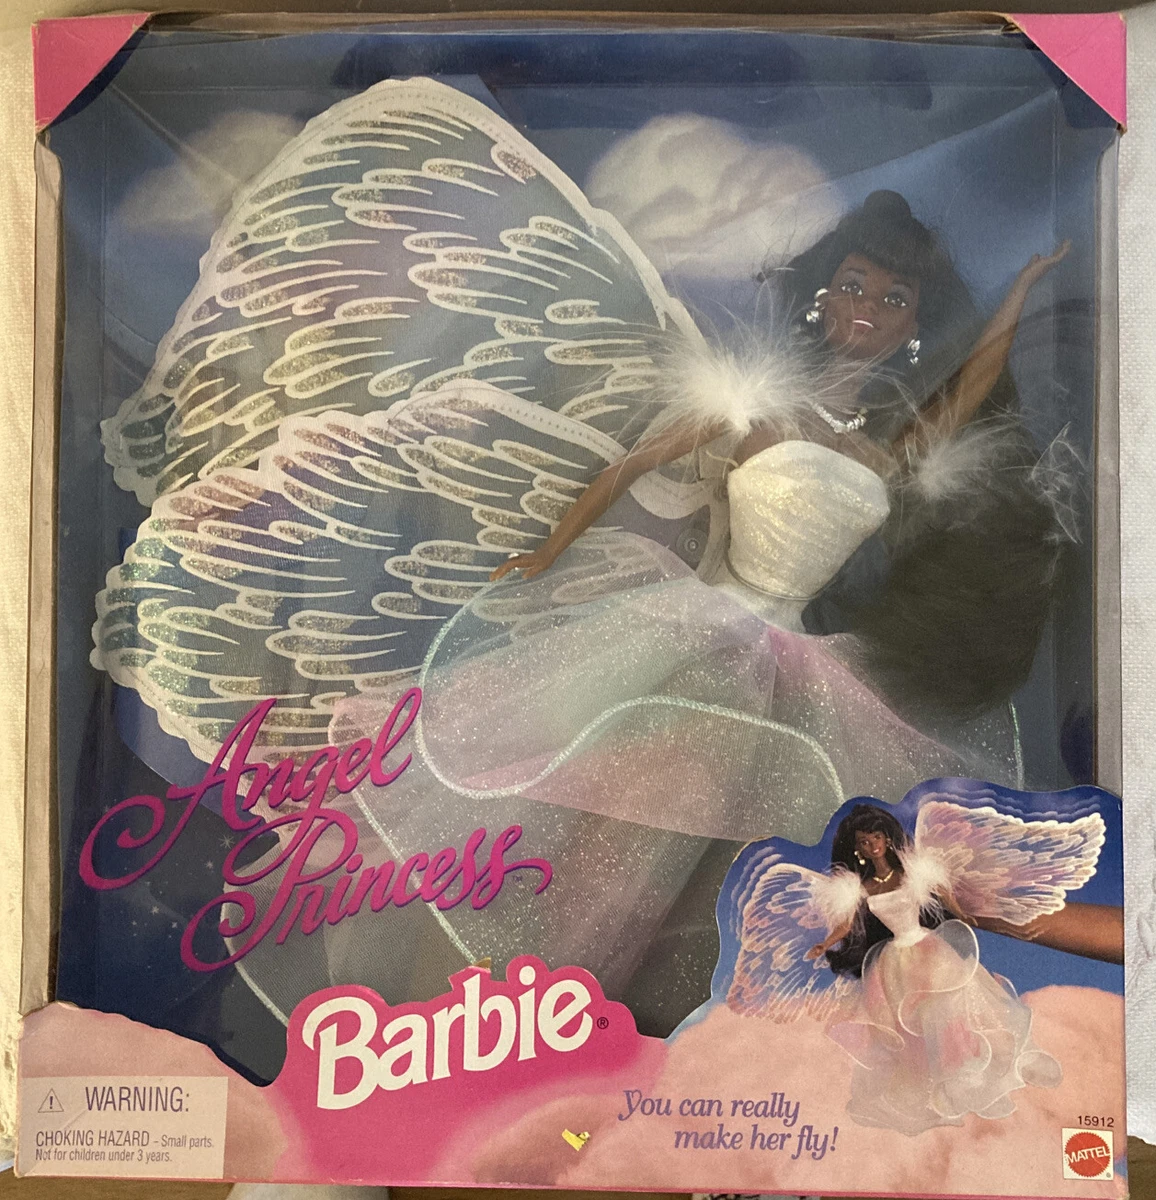 Angel
Princess
Barbie®
⚠ WARNING:
CHOKING HAZARD – Small parts.
Not for children under 3 years.
You can really
make her fly!
15912
MATTEL
®